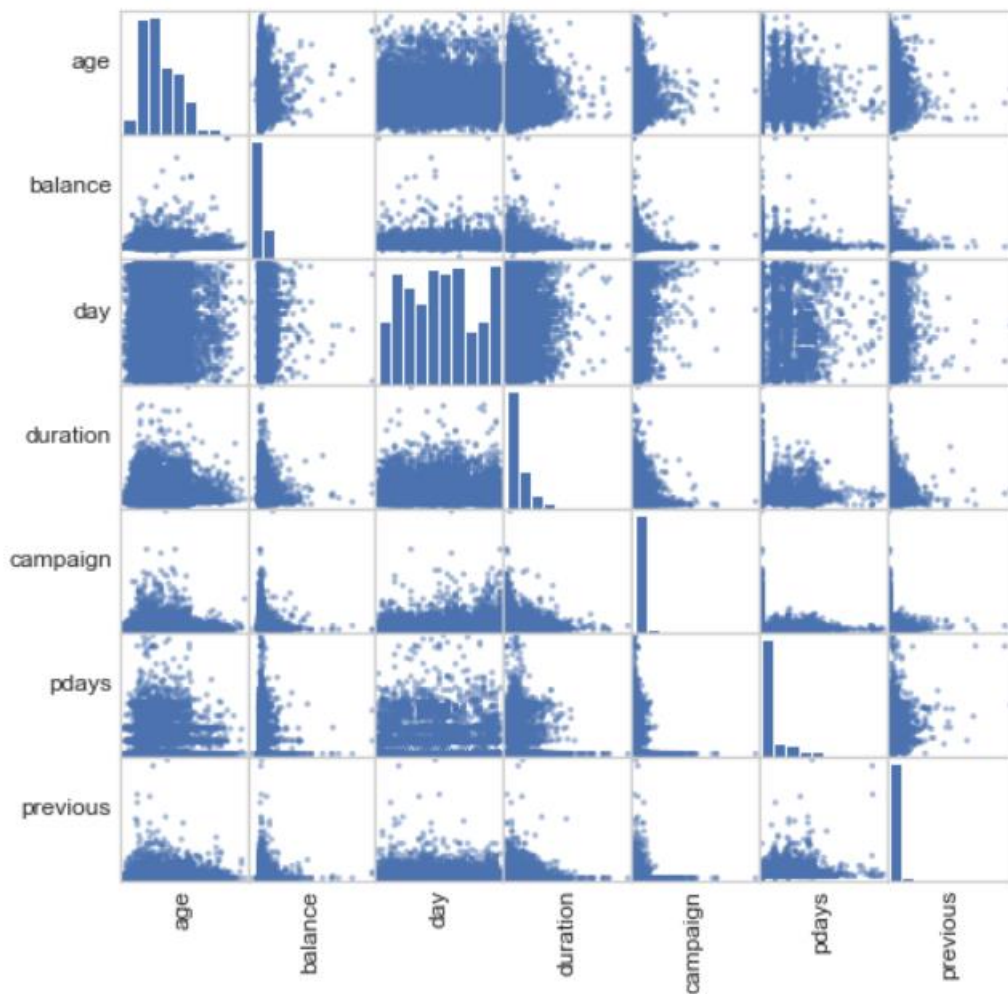 age
balance
day
duration
campaign
pdays
previous
age
balance
day
duration
campaign
pdays
previous